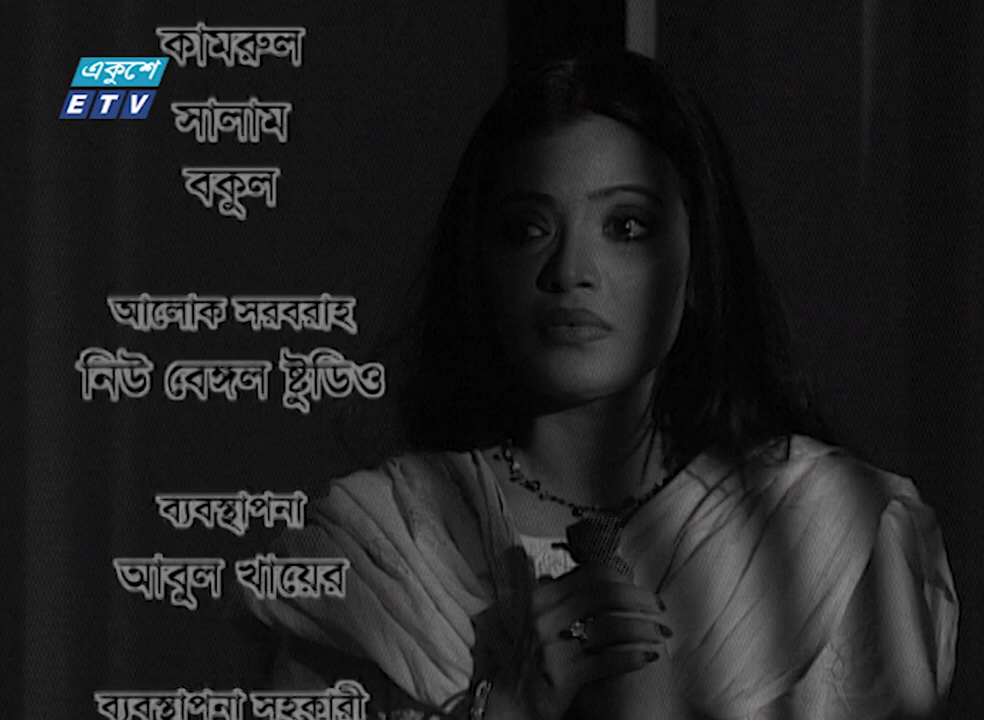 কামরুল
একুশে
ETV
সালাম
বকুল
আলোক সরবরাহ
নিউ বেঙ্গল ষ্টুডিও
ব্যবস্থাপনা
আবুল খায়ের
ব্যবস্থাপনা সহকারী